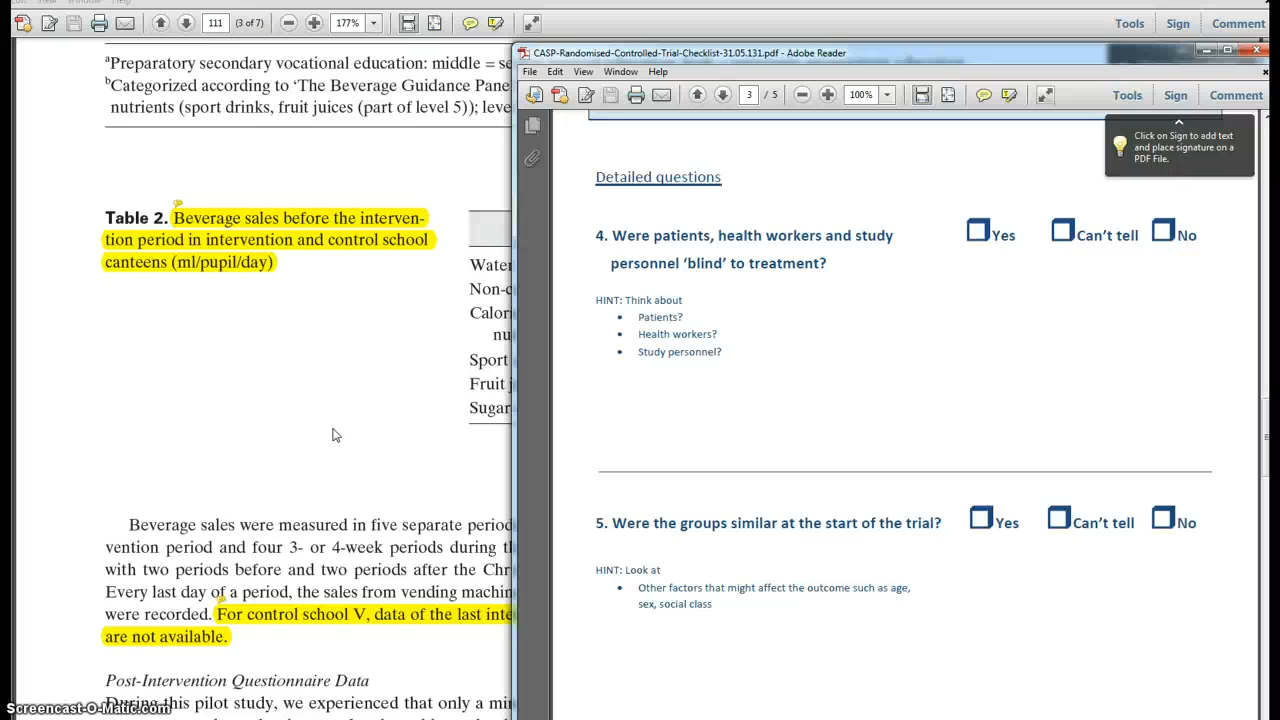 Edit View Window Help
111 (3 of 7) 177%
Tools Sign Comment
aPreparatory secondary vocational education: middle = se
bCategorized according to ‘The Beverage Guidance Pane
nutrients (sport drinks, fruit juices (part of level 5)); leve
Table 2. Beverage sales before the interven-
tion period in intervention and control school
canteens (ml/pupil/day)
Wate
Non-c
Calor
nu
Sport
Fruit j
Sugar
Beverage sales were measured in five separate period
vention period and four 3- or 4-week periods during th
with two periods before and two periods after the Chr
Every last day of a period, the sales from vending machin
were recorded. For control school V, data of the last inte
are not available.
Post-Intervention Questionnaire Data
During this pilot study, we experienced that only a mi
Screencast-O-Matic.com
CASP-Randomised-Controlled-Trial-Checklist-31.05.131.pdf - Adobe Reader
File Edit View Window Help
3 / 5 100%
Tools Sign Comment
Click on Sign to add text
and place signature on a
PDF File.
Detailed questions
4. Were patients, health workers and study
personnel ‘blind’ to treatment?
Yes Can’t tell No
HINT: Think about
• Patients?
• Health workers?
• Study personnel?
5. Were the groups similar at the start of the trial?
Yes Can’t tell No
HINT: Look at
• Other factors that might affect the outcome such as age,
sex, social class